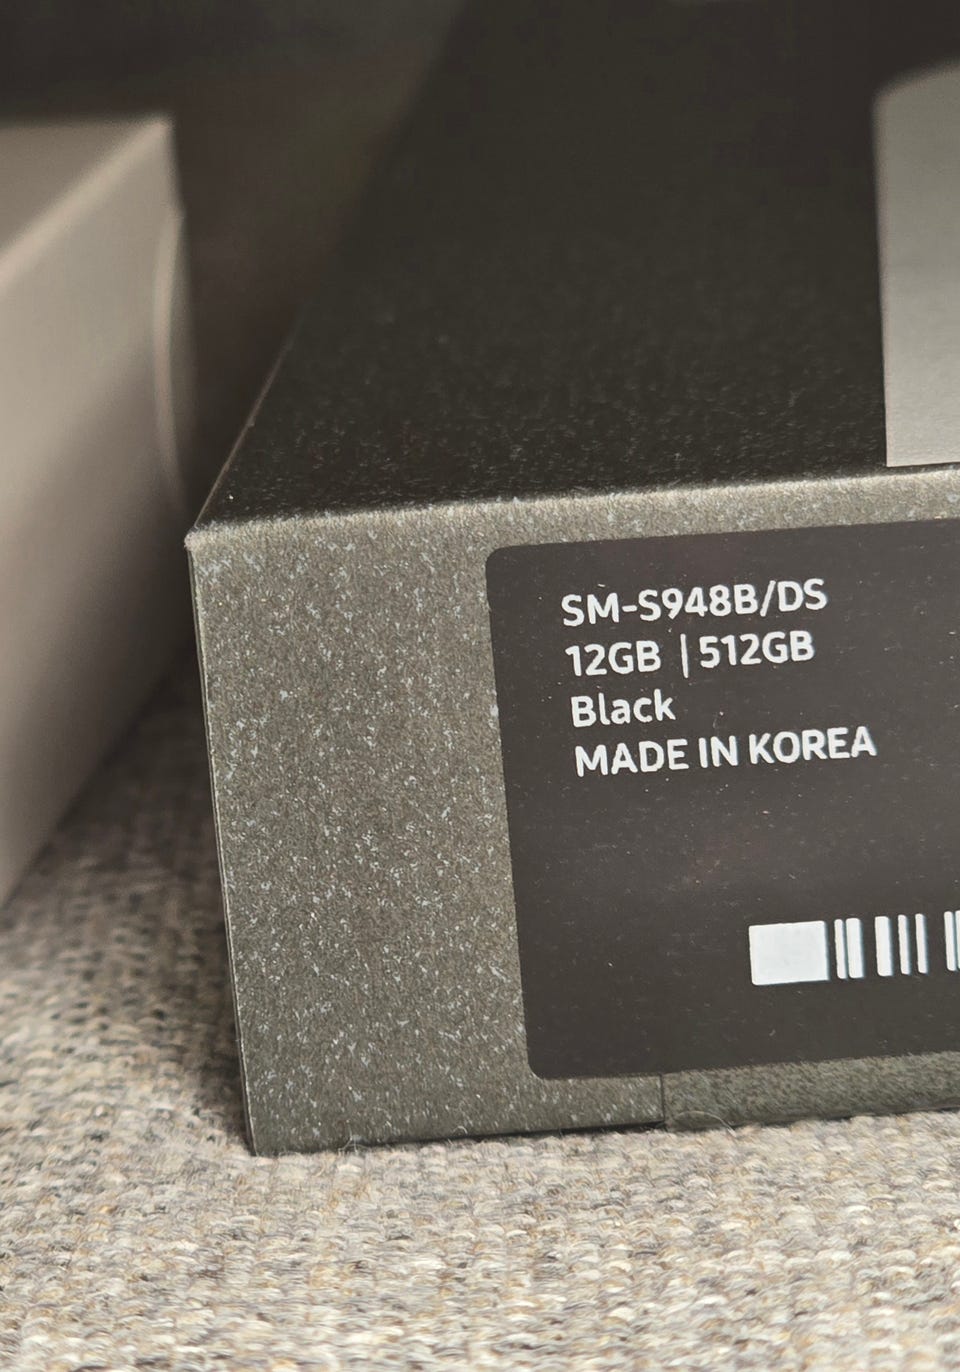 SM-S948B/DS
12GB | 512GB
Black
MADE IN KOREA